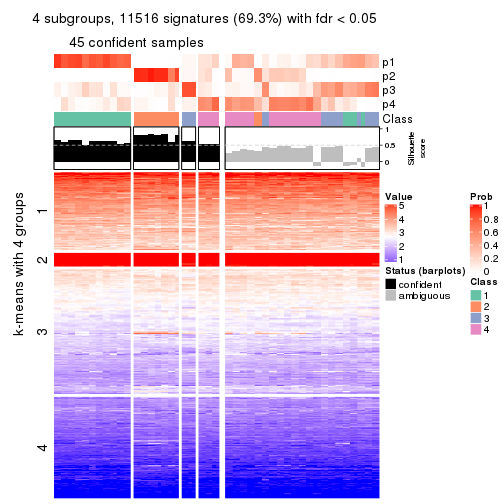 4 subgroups, 11516 signatures (69.3%) with fdr < 0.05
45 confident samples
p1
p2
p3
p4
Class
1
0.5
0
Silhouette
score
k-means with 4 groups
1
2
3
4
Value
5
4
3
2
1
Status (barplots)
confident
ambiguous
Prob
1
0.8
0.6
0.4
0.2
0
Class
1
2
3
4